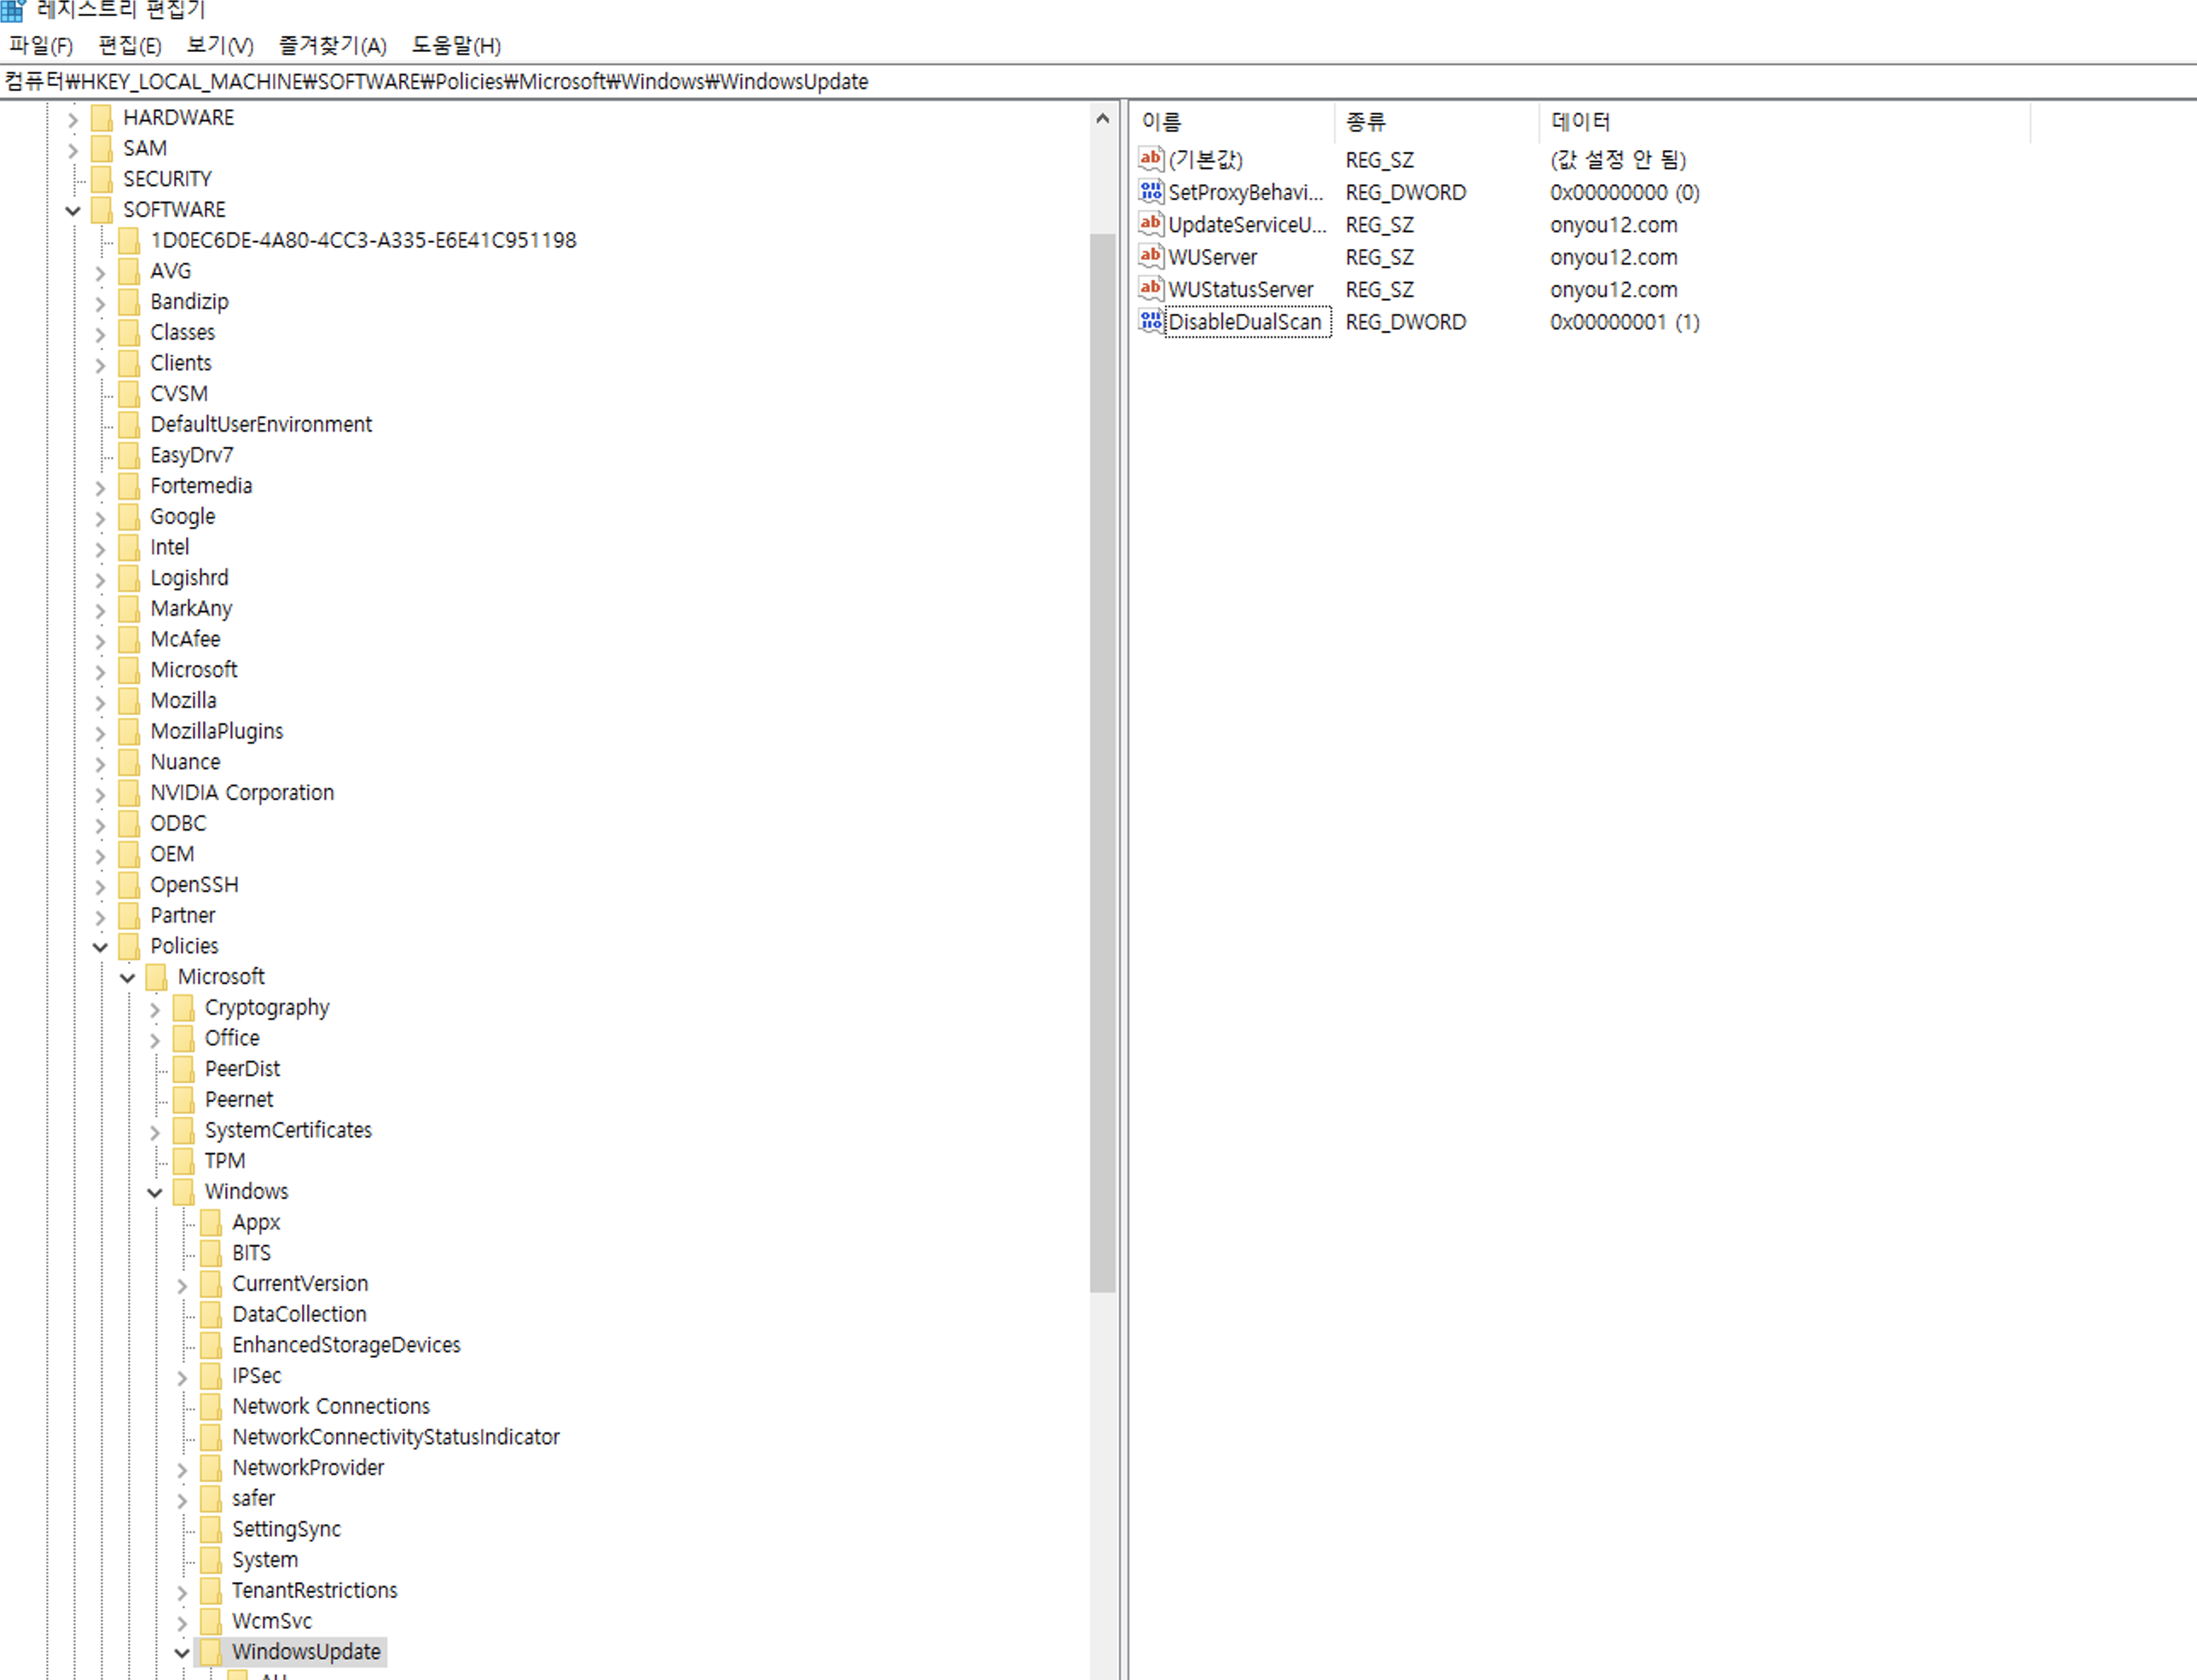 레지스트리 편집기
파일(F) 편집(E) 보기(V) 즐겨찾기(A) 도움말(H)
컴퓨터₩HKEY_LOCAL_MACHINE₩SOFTWARE₩Policies₩Microsoft₩Windows₩WindowsUpdate
HARDWARE
SAM
SECURITY
SOFTWARE
1D0EC6DE-4A80-4CC3-A335-E6E41C951198
AVG
Bandizip
Classes
Clients
CVSM
DefaultUserEnvironment
EasyDrv7
Fortemedia
Google
Intel
Logishrd
MarkAny
McAfee
Microsoft
Mozilla
MozillaPlugins
Nuance
NVIDIA Corporation
ODBC
OEM
OpenSSH
Partner
Policies
Microsoft
Cryptography
Office
PeerDist
Peernet
SystemCertificates
TPM
Windows
Appx
BITS
CurrentVersion
DataCollection
EnhancedStorageDevices
IPSec
Network Connections
NetworkConnectivityStatusIndicator
NetworkProvider
safer
SettingSync
System
TenantRestrictions
WcmSvc
WindowsUpdate
이름 종류 데이터
(기본값) REG_SZ (값 설정 안 됨)
SetProxyBehavi... REG_DWORD 0x00000000 (0)
UpdateServiceU... REG_SZ onyou12.com
WUServer REG_SZ onyou12.com
WUStatusServer REG_SZ onyou12.com
DisableDualScan REG_DWORD 0x00000001 (1)